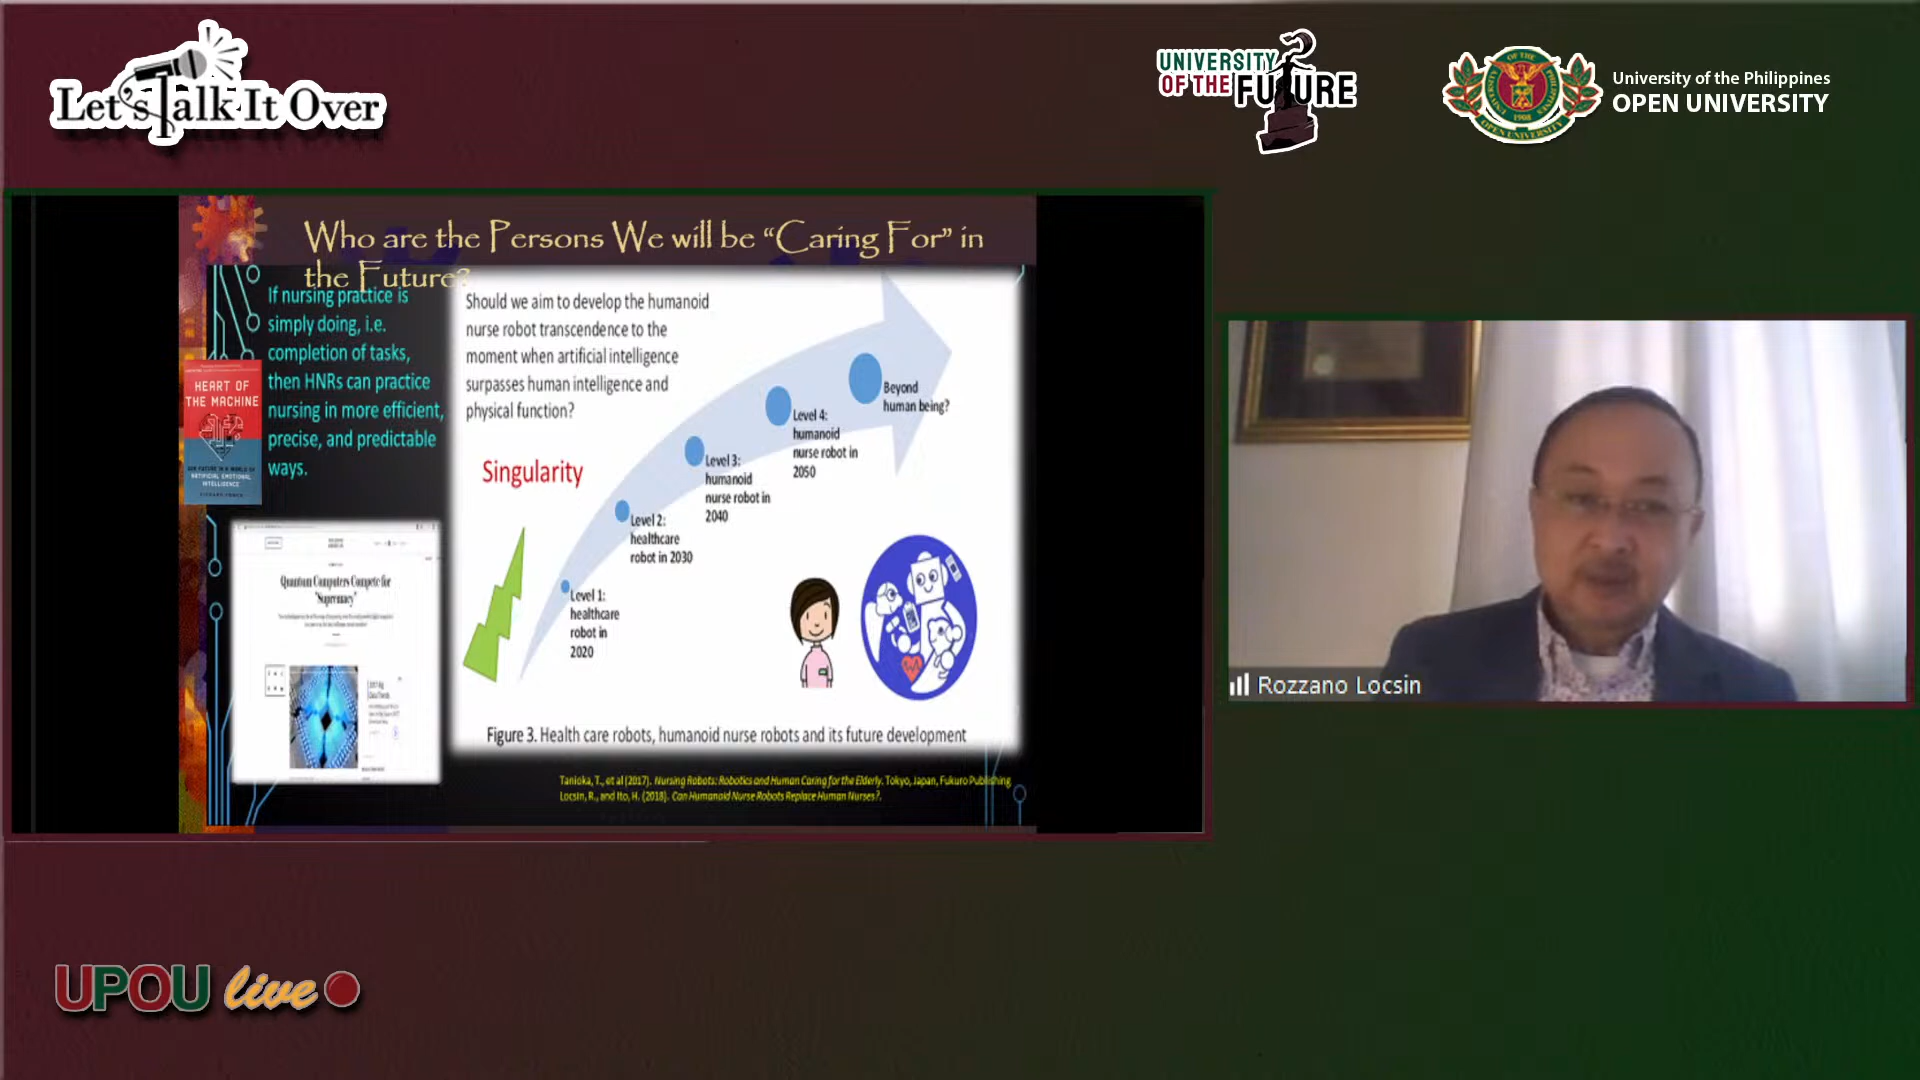 Let's Talk It Over
UNIVERSITY
OF THE FUTURE
University of the Philippines
OPEN UNIVERSITY
Who are the Persons We will be “Caring For” in
the Future?
If nursing practice is
simply doing, i.e.
completion of tasks,
then HNRs can practice
nursing in more efficient,
precise, and predictable
ways.
HEART OF
THE MACHINE
OUR FUTURE IN A WORLD OF
ARTIFICIAL EMOTIONAL
INTELLIGENCE
Quantum Computers Compete for
"Supremacy"
Should we aim to develop the humanoid
nurse robot transcendence to the
moment when artificial intelligence
surpasses human intelligence and
physical function?
Singularity
Beyond
human being?
Level 4:
humanoid
nurse robot in
2050
Level 3:
humanoid
nurse robot in
2040
Level 2:
healthcare
robot in 2030
Level 1:
healthcare
robot in
2020
Figure 3. Health care robots, humanoid nurse robots and its future development
Tanioka, T., et al (2017). Nursing Robots: Robotics and Human Caring for the Elderly. Tokyo, Japan, Fukuro Publishing
Locsin, R., and Ito, H. (2018). Can Humanoid Nurse Robots Replace Human Nurses?.
Rozzano Locsin
UPOU live